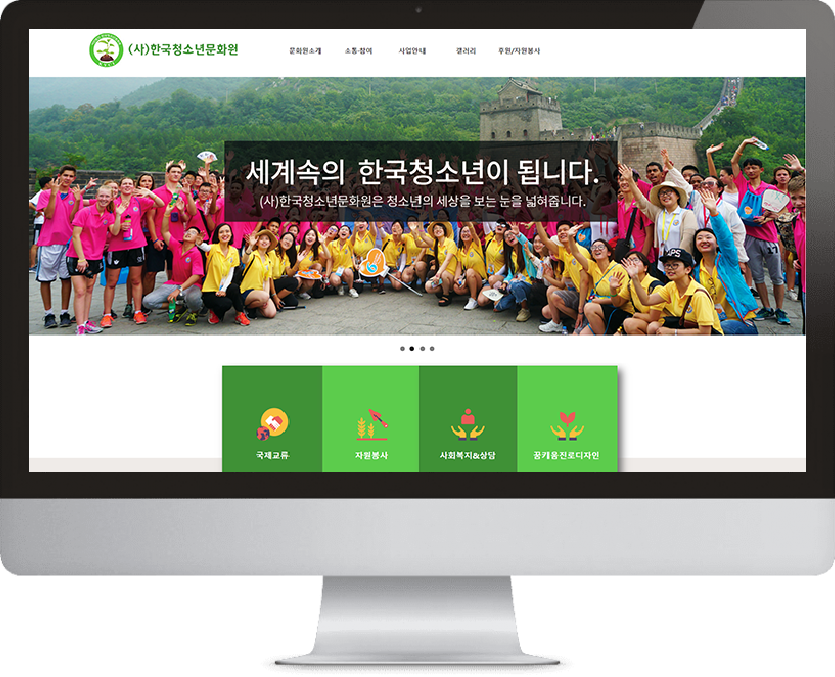 (사)한국청소년문화원
문화원소개
소통·참여
사업안내
갤러리
후원/자원봉사
세계속의 한국청소년이 됩니다.
(사)한국청소년문화원은 청소년의 세상을 보는 눈을 넓혀줍니다.
국제교류
자원봉사
사회복지&상담
꿈키움진로디자인